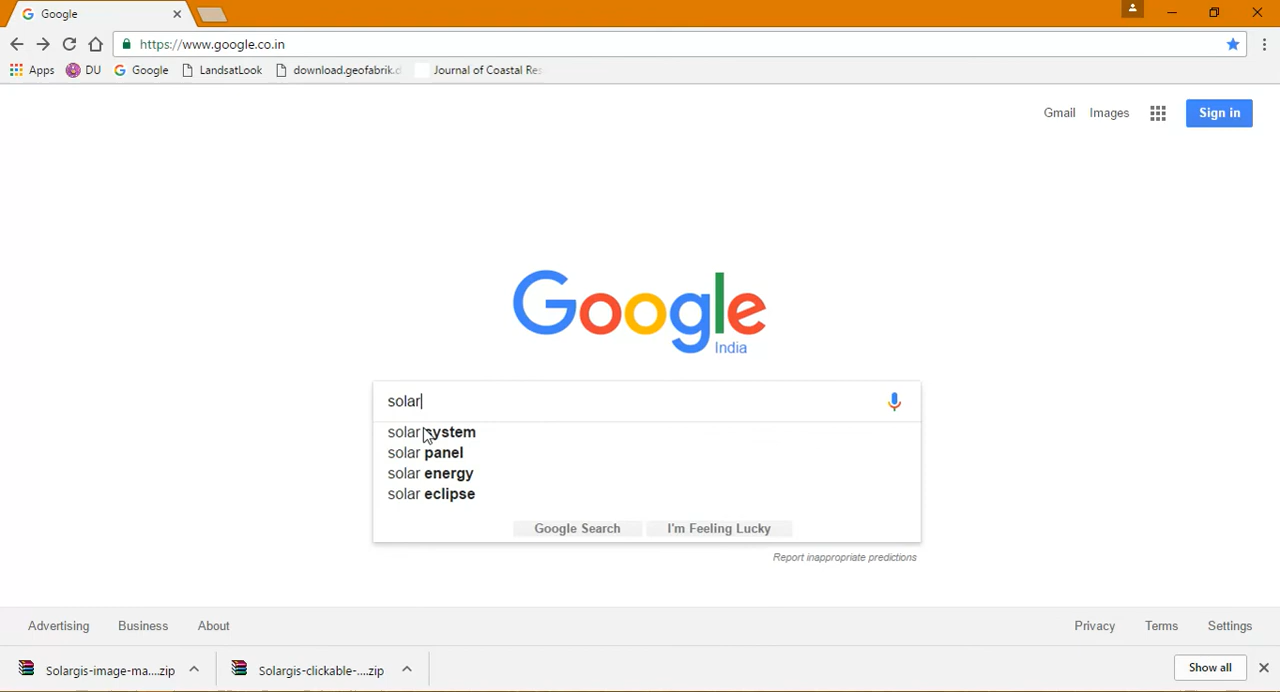 Google
https://www.google.co.in
Apps DU Google LandsatLook download.geofabrik.d Journal of Coastal Res
Gmail Images Sign in
Google
India
solar
solar system
solar panel
solar energy
solar eclipse
Google Search I'm Feeling Lucky
Report inappropriate predictions
Advertising Business About Privacy Terms Settings
Solargis-image-ma....zip Solargis-clickable-....zip Show all